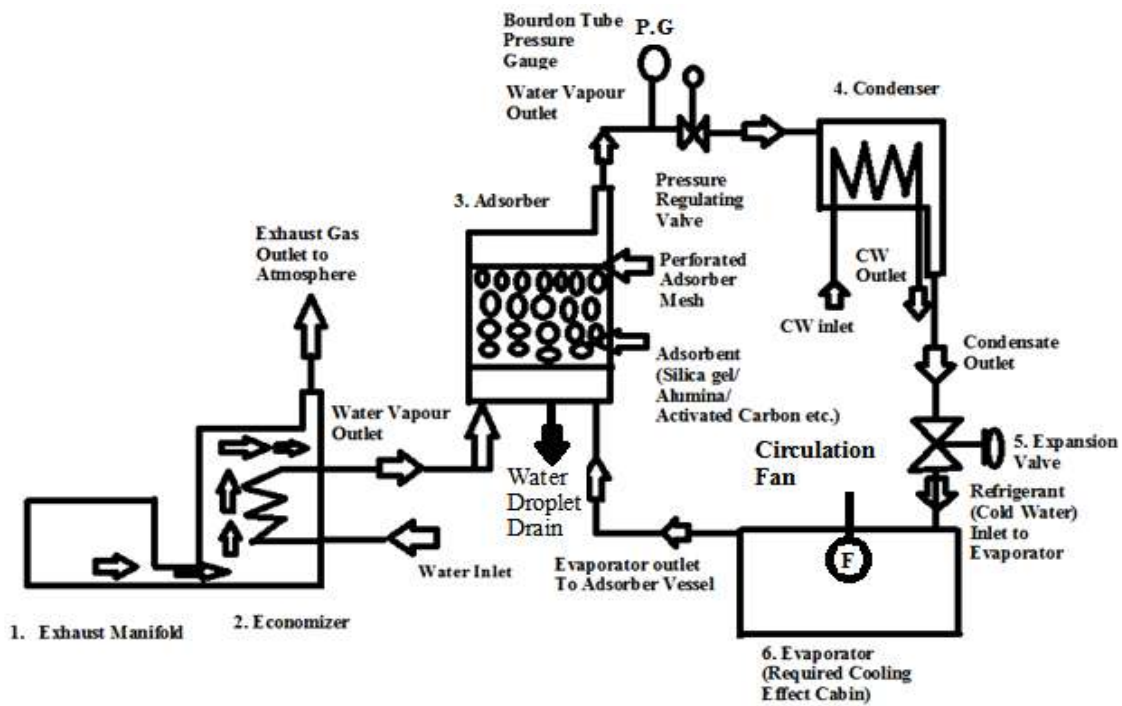 Bourdon Tube
Pressure
Gauge
P.G
Water Vapour
Outlet
4. Condenser
Pressure
Regulating
Valve
3. Adsorber
Exhaust Gas
Outlet to
Atmosphere
Perforated
Adsorber
Mesh
CW
Outlet
CW inlet
Condensate
Outlet
Adsorbent
(Silica gel/
Alumina/
Activated Carbon etc.)
Water Vapour
Outlet
Circulation
Fan
5. Expansion
Valve
Water
Droplet
Drain
Refrigerant
(Cold Water)
Inlet to
Evaporator
F
Water Inlet
Evaporator outlet
To Adsorber Vessel
1. Exhaust Manifold
2. Economizer
6. Evaporator
(Required Cooling
Effect Cabin)